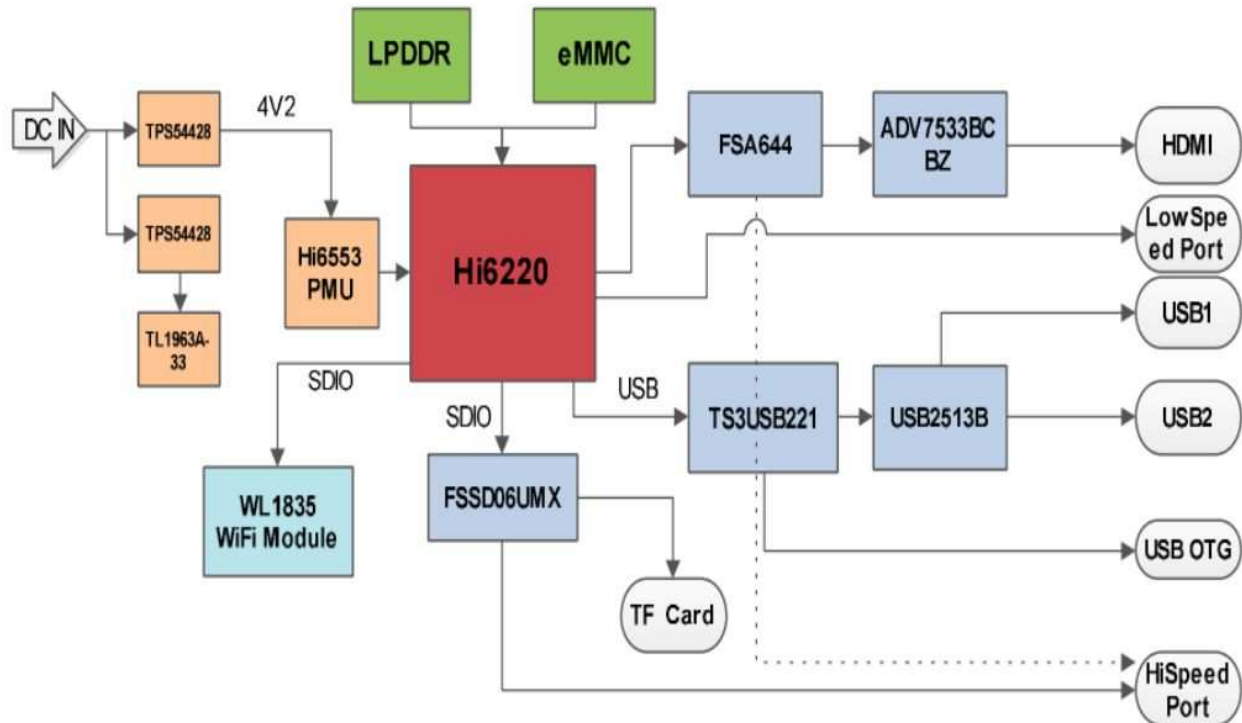 LPDDR
eMMC
DC IN
TPS54428
4V2
FSA644
ADV7533BC
BZ
HDMI
TPS54428
Hi6553
PMU
Hi6220
LowSpe
ed Port
TL1963A-
33
USB1
SDIO
SDIO
USB
TS3USB221
USB2513B
USB2
WL1835
WiFi Module
FSSD06UMX
USB OTG
TF Card
HiSpeed
Port